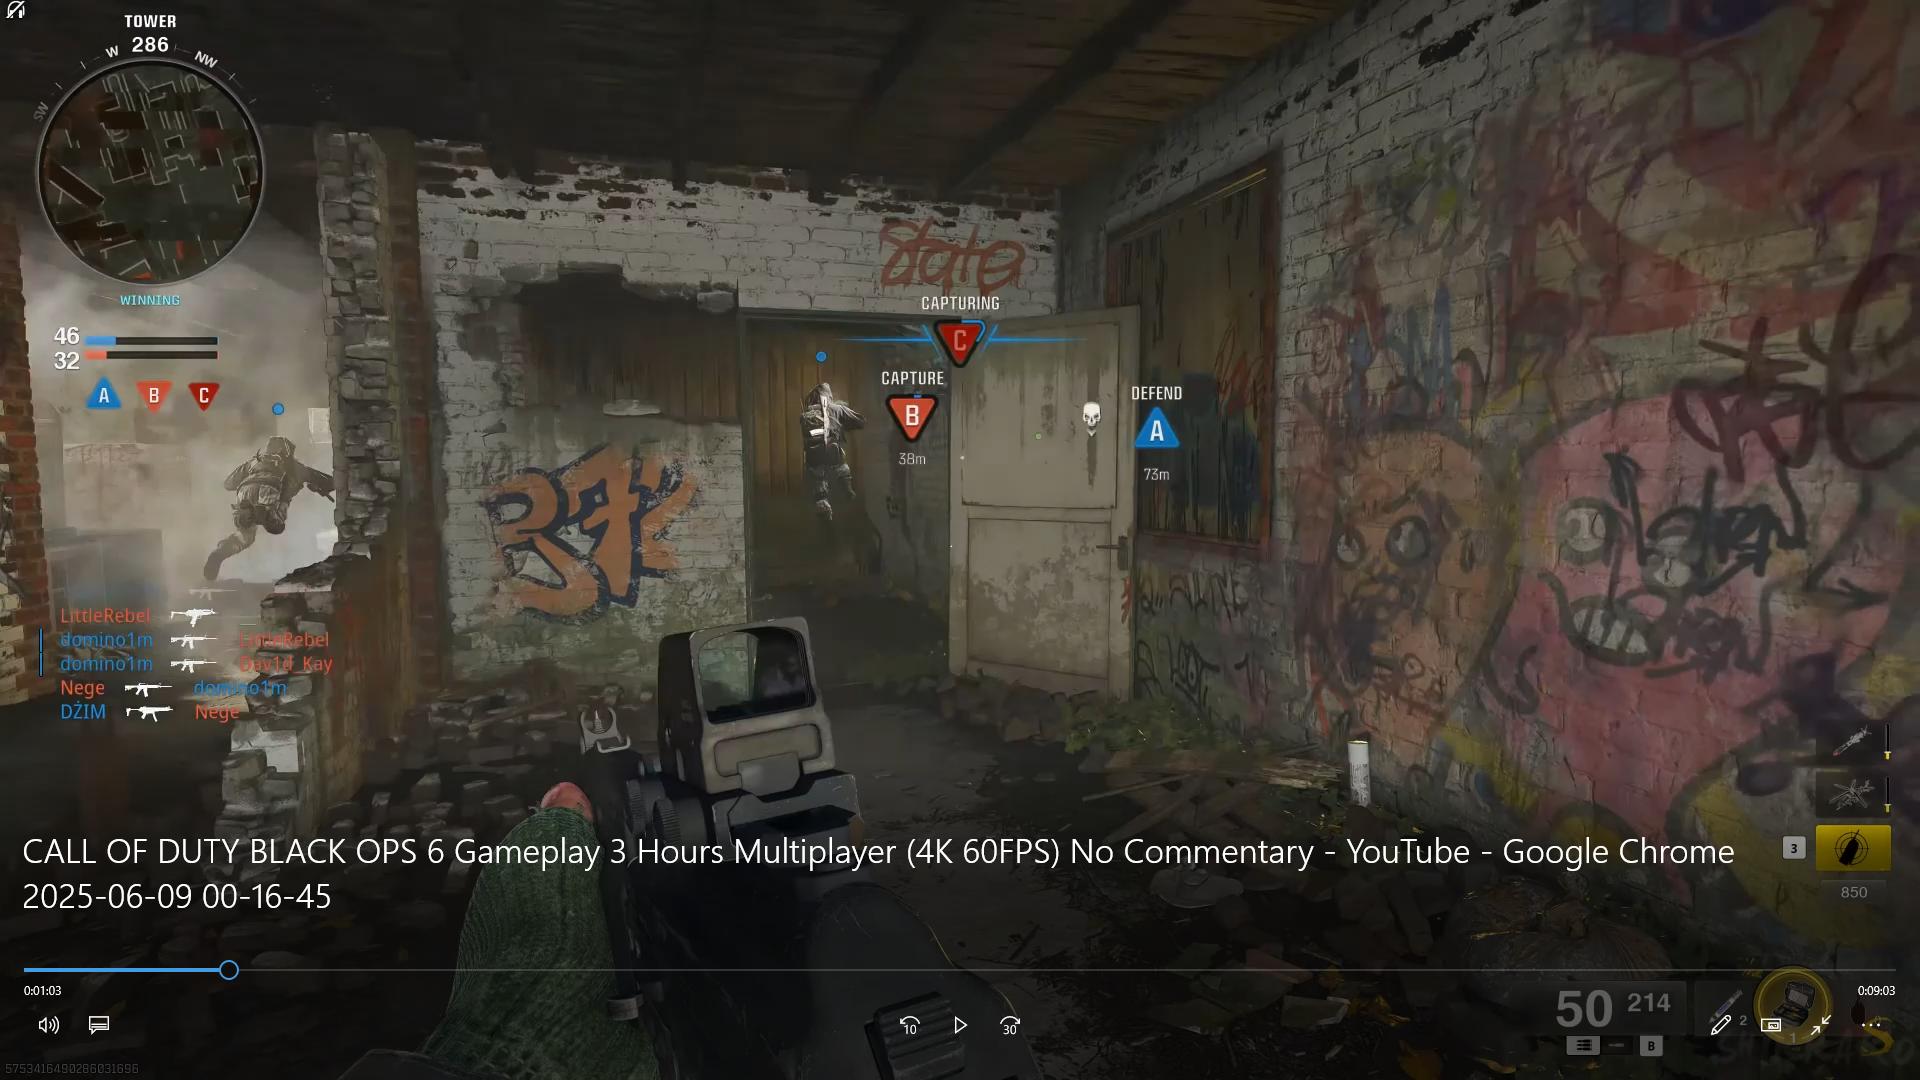 TOWER
286
SW W NW
WINNING
46
32
A B C
CAPTURING
C
CAPTURE
B
38m
DEFEND
A
73m
State
LittleRebel
domino1m LittleRebel
domino1m Dav1d_Kay
Nege domino1m
DŻIM Nege
CALL OF DUTY BLACK OPS 6 Gameplay 3 Hours Multiplayer (4K 60FPS) No Commentary - YouTube - Google Chrome
2025-06-09 00-16-45
3
850
0:01:03
0:09:03
10
30
50 214
2
1
B
5753416490286031696